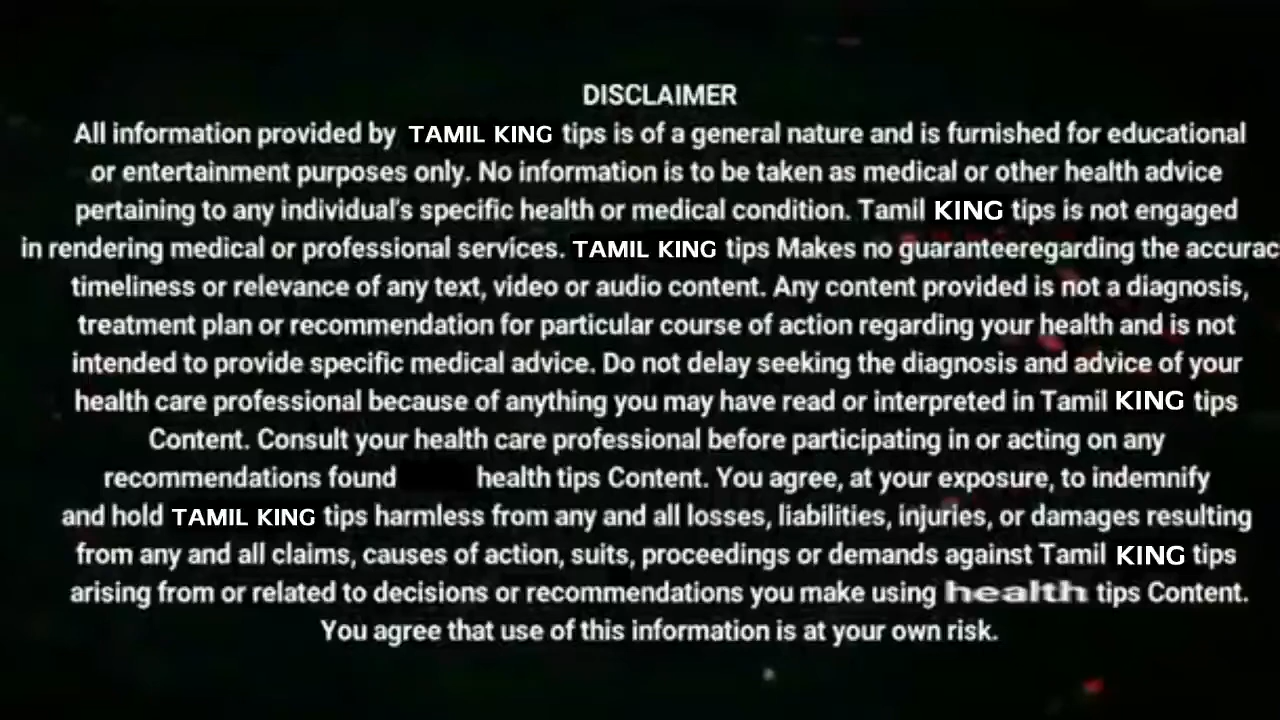 DISCLAIMER
All information provided by TAMIL KING tips is of a general nature and is furnished for educational
or entertainment purposes only. No information is to be taken as medical or other health advice
pertaining to any individual's specific health or medical condition. Tamil KING tips is not engaged
in rendering medical or professional services. TAMIL KING tips Makes no guaranteeregarding the accurac
timeliness or relevance of any text, video or audio content. Any content provided is not a diagnosis,
treatment plan or recommendation for particular course of action regarding your health and is not
intended to provide specific medical advice. Do not delay seeking the diagnosis and advice of your
health care professional because of anything you may have read or interpreted in Tamil KING tips
Content. Consult your health care professional before participating in or acting on any
recommendations found health tips Content. You agree, at your exposure, to indemnify
and hold TAMIL KING tips harmless from any and all losses, liabilities, injuries, or damages resulting
from any and all claims, causes of action, suits, proceedings or demands against Tamil KING tips
arising from or related to decisions or recommendations you make using health tips Content.
You agree that use of this information is at your own risk.